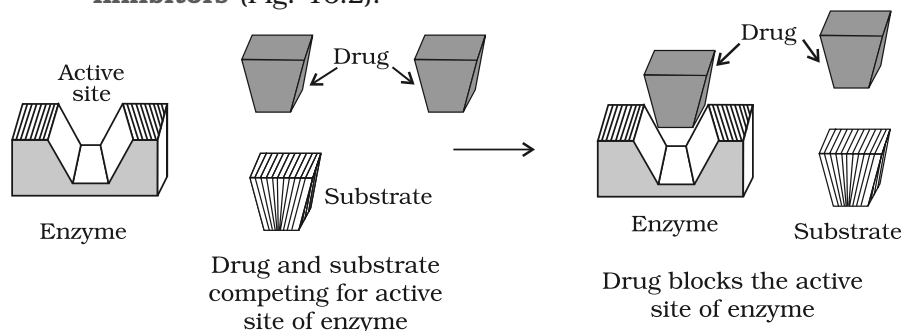 (Fig. 16.2).
Drug
Active
site
Enzyme
Substrate
Drug and substrate
competing for active
site of enzyme
Drug
Enzyme
Substrate
Drug blocks the active
site of enzyme